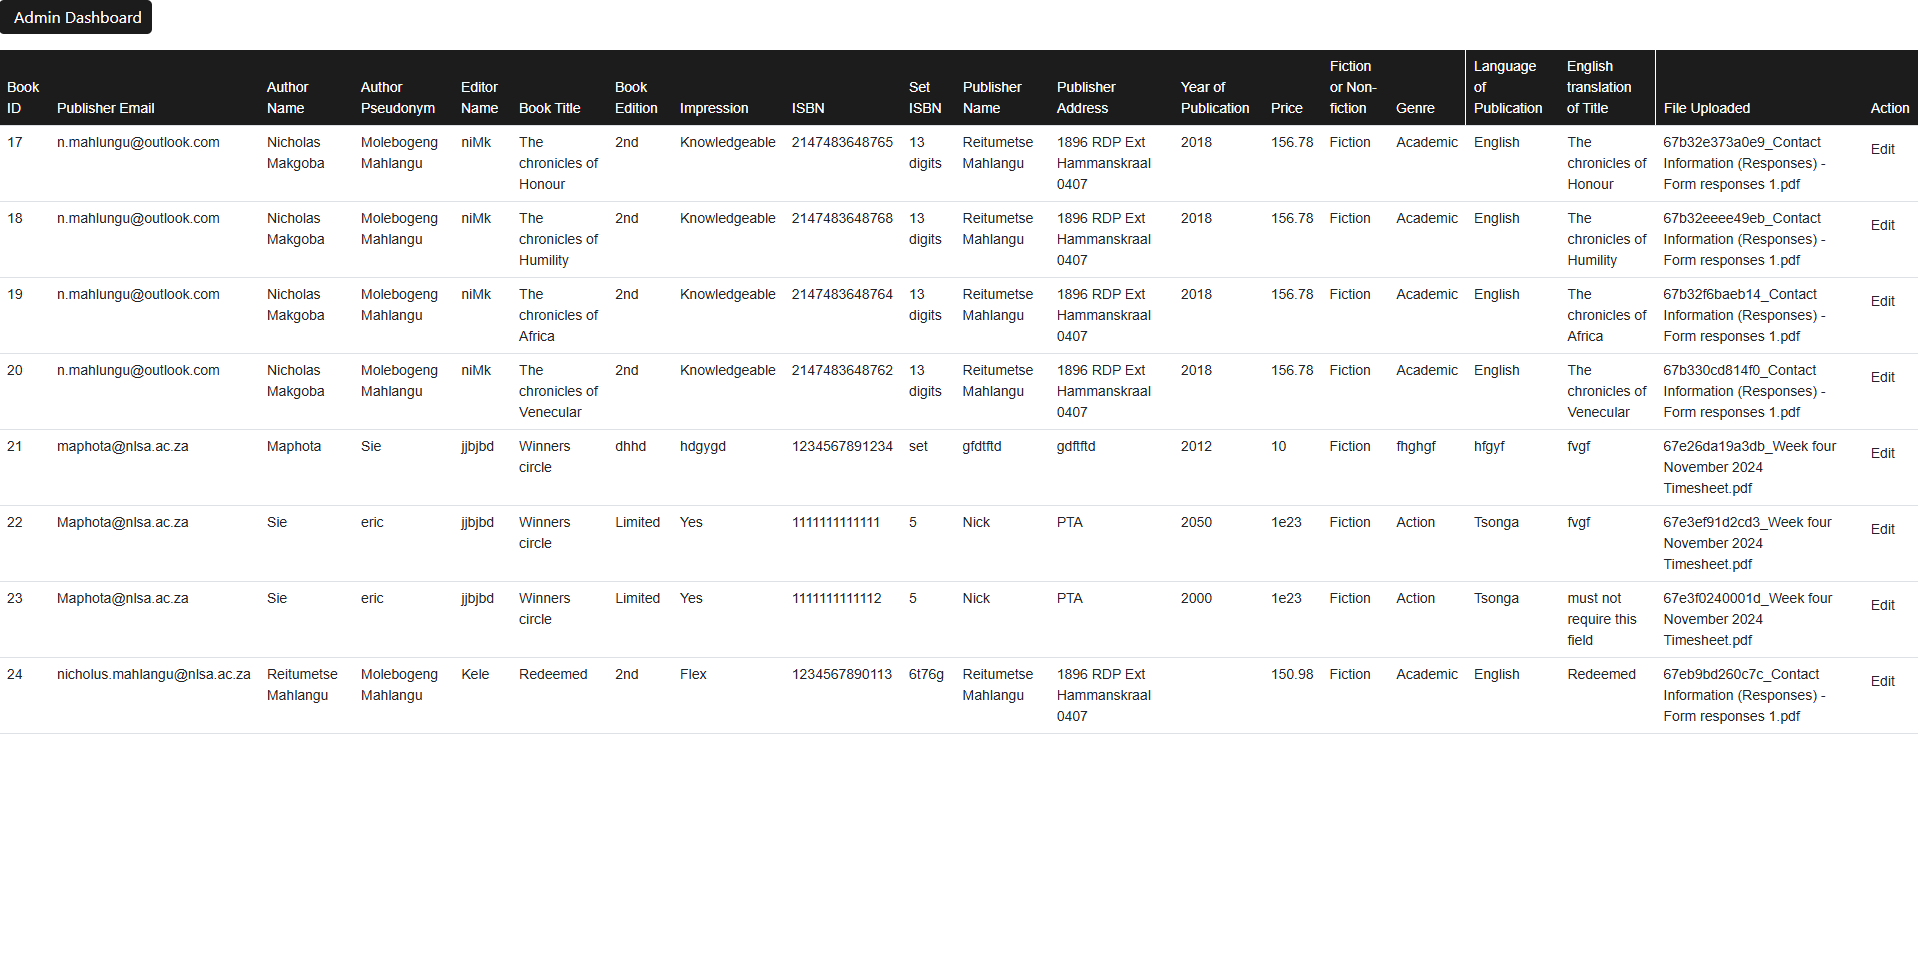 Admin Dashboard
Book ID Publisher Email Author Name Author Pseudonym Editor Name Book Title Book Edition Impression ISBN Set ISBN Publisher Name Publisher Address Year of Publication Price Fiction or Non-fiction Genre Language of Publication English translation of Title File Uploaded Action
17 n.mahlungu@outlook.com Nicholas Makgoba Molebogeng Mahlangu niMk The chronicles of Honour 2nd Knowledgeable 2147483648765 13 digits Reitumetse Mahlangu 1896 RDP Ext Hammanskraal 0407 2018 156.78 Fiction Academic English The chronicles of Honour 67b32e373a0e9_Contact Information (Responses) - Form responses 1.pdf Edit
18 n.mahlungu@outlook.com Nicholas Makgoba Molebogeng Mahlangu niMk The chronicles of Humility 2nd Knowledgeable 2147483648768 13 digits Reitumetse Mahlangu 1896 RDP Ext Hammanskraal 0407 2018 156.78 Fiction Academic English The chronicles of Humility 67b32eeee49eb_Contact Information (Responses) - Form responses 1.pdf Edit
19 n.mahlungu@outlook.com Nicholas Makgoba Molebogeng Mahlangu niMk The chronicles of Africa 2nd Knowledgeable 2147483648764 13 digits Reitumetse Mahlangu 1896 RDP Ext Hammanskraal 0407 2018 156.78 Fiction Academic English The chronicles of Africa 67b32f6baeb14_Contact Information (Responses) - Form responses 1.pdf Edit
20 n.mahlungu@outlook.com Nicholas Makgoba Molebogeng Mahlangu niMk The chronicles of Venecular 2nd Knowledgeable 2147483648762 13 digits Reitumetse Mahlangu 1896 RDP Ext Hammanskraal 0407 2018 156.78 Fiction Academic English The chronicles of Venecular 67b330cd814f0_Contact Information (Responses) - Form responses 1.pdf Edit
21 maphota@nlsa.ac.za Maphota Sie jjbjbd Winners circle dhhd hdgygd 1234567891234 set gfdtftd gdftftd 2012 10 Fiction fhghgf hfgyf fvgf 67e26da19a3db_Week four November 2024 Timesheet.pdf Edit
22 Maphota@nlsa.ac.za Sie eric jjbjbd Winners circle Limited Yes 1111111111111 5 Nick PTA 2050 1e23 Fiction Action Tsonga fvgf 67e3ef91d2cd3_Week four November 2024 Timesheet.pdf Edit
23 Maphota@nlsa.ac.za Sie eric jjbjbd Winners circle Limited Yes 1111111111112 5 Nick PTA 2000 1e23 Fiction Action Tsonga must not require this field 67e3f0240001d_Week four November 2024 Timesheet.pdf Edit
24 nicholus.mahlangu@nlsa.ac.za Reitumetse Mahlangu Molebogeng Mahlangu Kele Redeemed 2nd Flex 1234567890113 6t76g Reitumetse Mahlangu 1896 RDP Ext Hammanskraal 0407 150.98 Fiction Academic English Redeemed 67eb9bd260c7c_Contact Information (Responses) - Form responses 1.pdf Edit